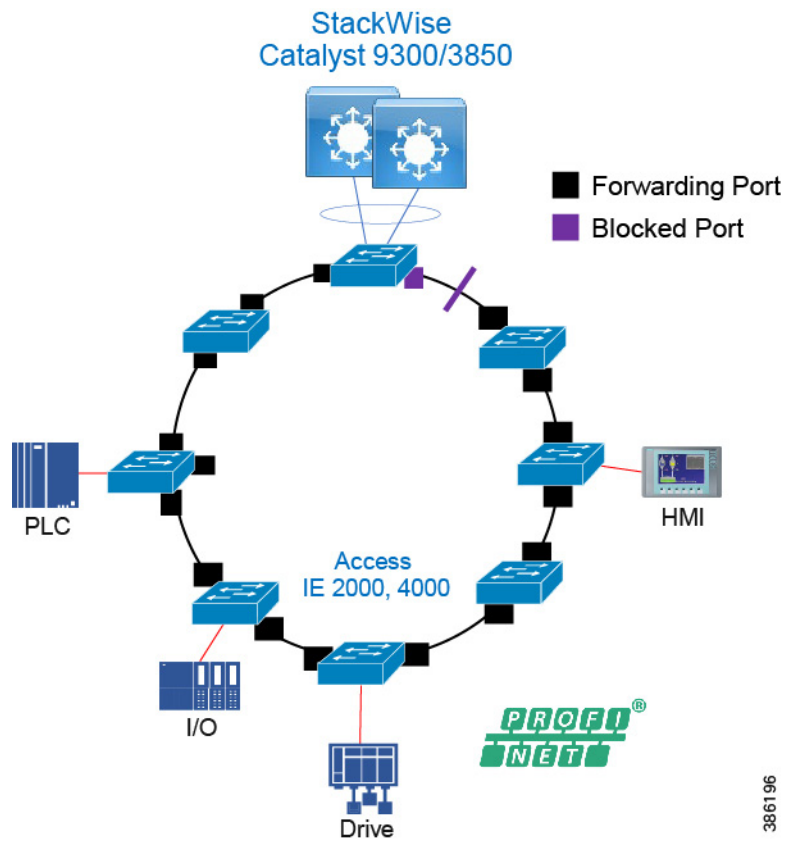 StackWise
Catalyst 9300/3850
Forwarding Port
Blocked Port
PLC
HMI
Access
IE 2000, 4000
I/O
PROFI
NET
®
Drive
386196